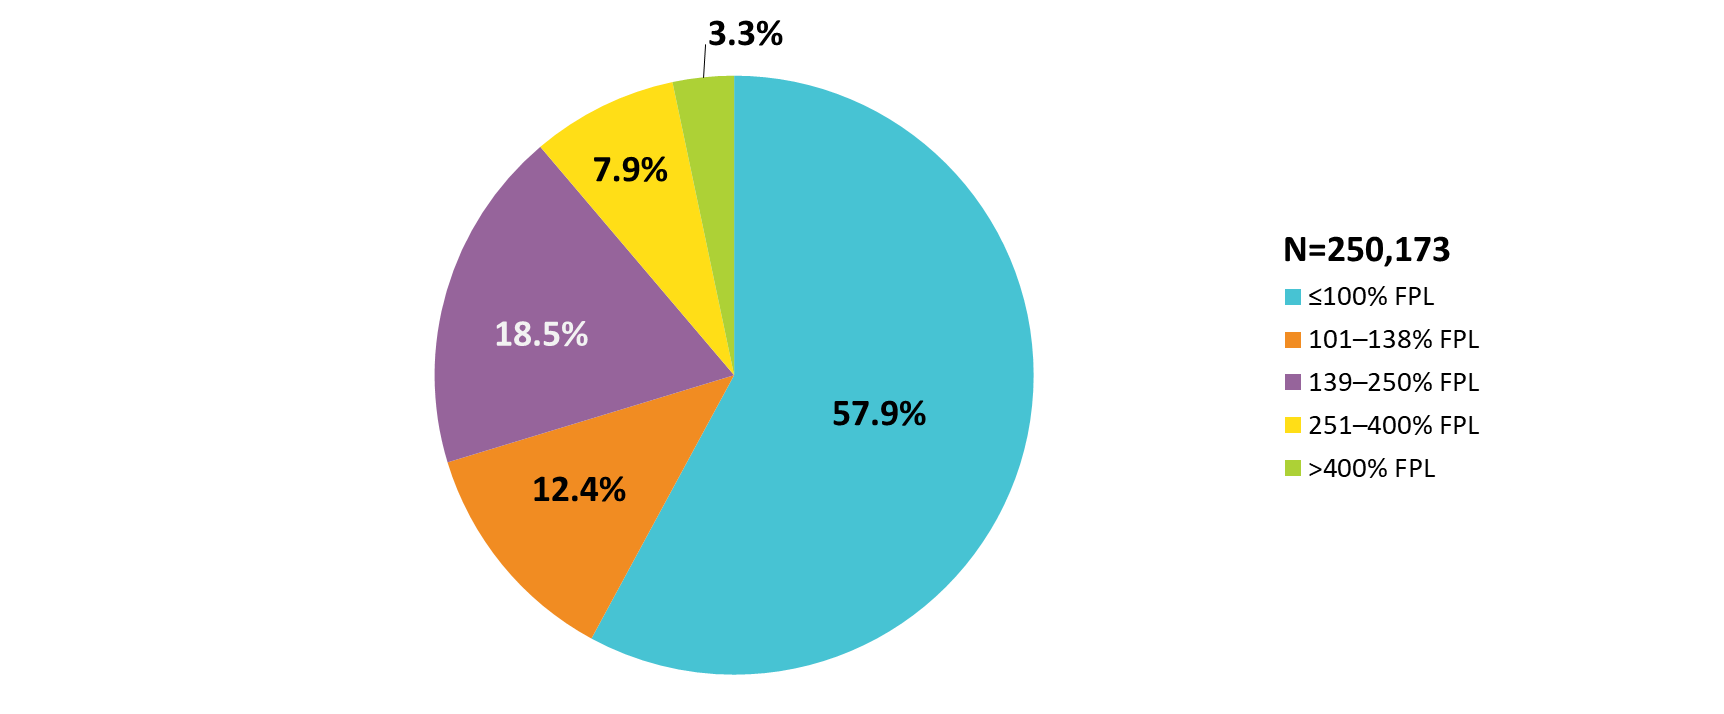 3.3%
7.9%
18.5%
57.9%
12.4%
N=250,173
≤100% FPL
101–138% FPL
139–250% FPL
251–400% FPL
>400% FPL